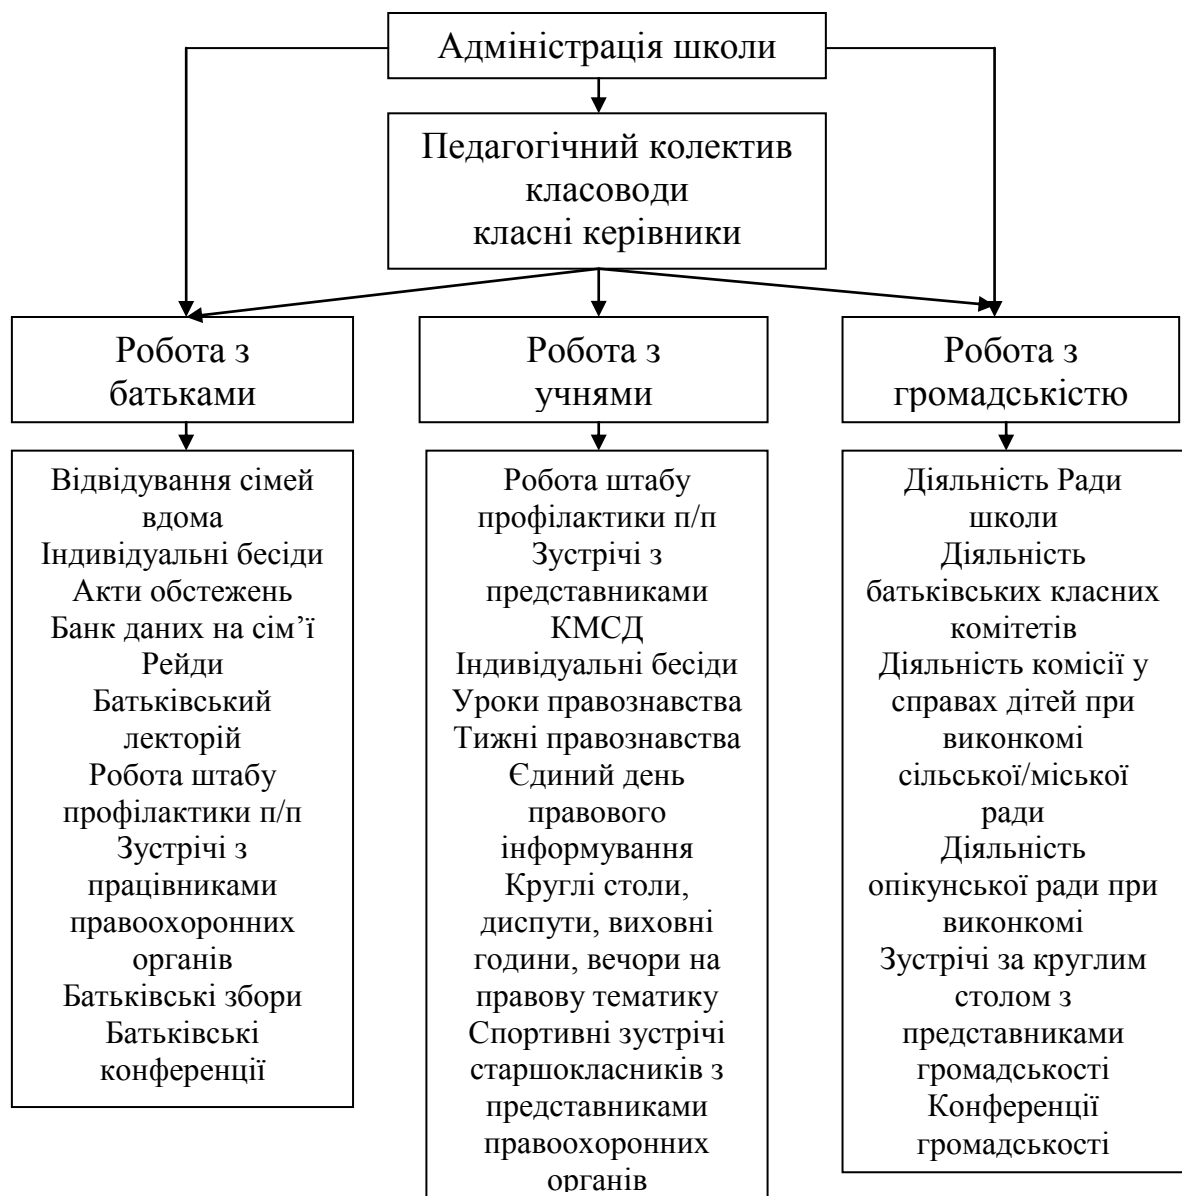 Адміністрація школи
Педагогічний колектив
класоводи
класні керівники
Робота з
батьками
Робота з
учнями
Робота з
громадськістю
Відвідування сімей
вдома
Індивідуальні бесіди
Акти обстежень
Банк даних на сім’ї
Рейди
Батьківський
лекторій
Робота штабу
профілактики п/п
Зустрічі з
працівниками
правоохоронних
органів
Батьківські збори
Батьківські
конференції
Робота штабу
профілактики п/п
Зустрічі з
представниками
КМСД
Індивідуальні бесіди
Уроки правознавства
Тижні правознавства
Єдиний день
правового
інформування
Круглі столи,
диспути, виховні
години, вечори на
правову тематику
Спортивні зустрічі
старшокласників з
представниками
правоохоронних
органів
Діяльність Ради
школи
Діяльність
батьківських класних
комітетів
Діяльність комісії у
справах дітей при
виконкомі
сільської/міської
ради
Діяльність
опікунської ради при
виконкомі
Зустрічі за круглим
столом з
представниками
громадськості
Конференції
громадськості